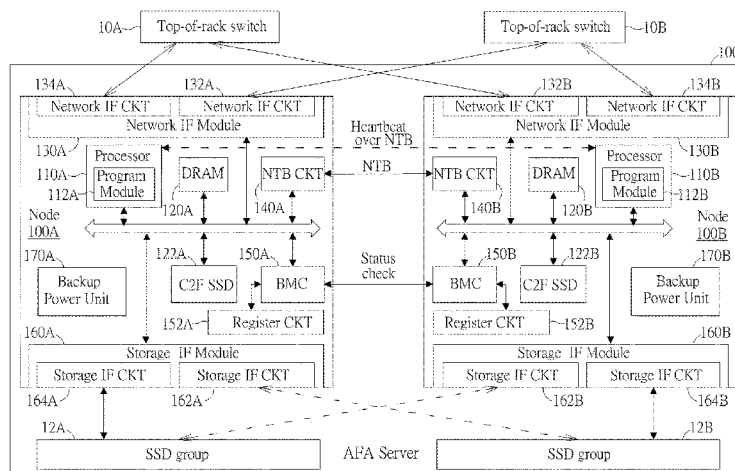 10A Top-of-rack switch
Top-of-rack switch 10B
100
134A 132A
132B 134B
Network IF CKT Network IF CKT
Network IF CKT Network IF CKT
Network IF Module
Network IF Module
130A
130B
Heartbeat
over NTB
Processor
Processor
110A
110B
Program
Module
Program
Module
112A
112B
DRAM
DRAM
120A
120B
NTB CKT
NTB
NTB CKT
140A
140B
Node
100A
Node
100B
170A
170B
122A 150A
150B 122B
Backup
Power Unit
Backup
Power Unit
C2F SSD
BMC
Status
check
BMC
C2F SSD
Register CKT
Register CKT
152A
152B
160A
160B
Storage IF Module
Storage IF Module
Storage IF CKT Storage IF CKT
Storage IF CKT Storage IF CKT
164A 162A
162B 164B
12A
12B
SSD group
AFA Server
SSD group